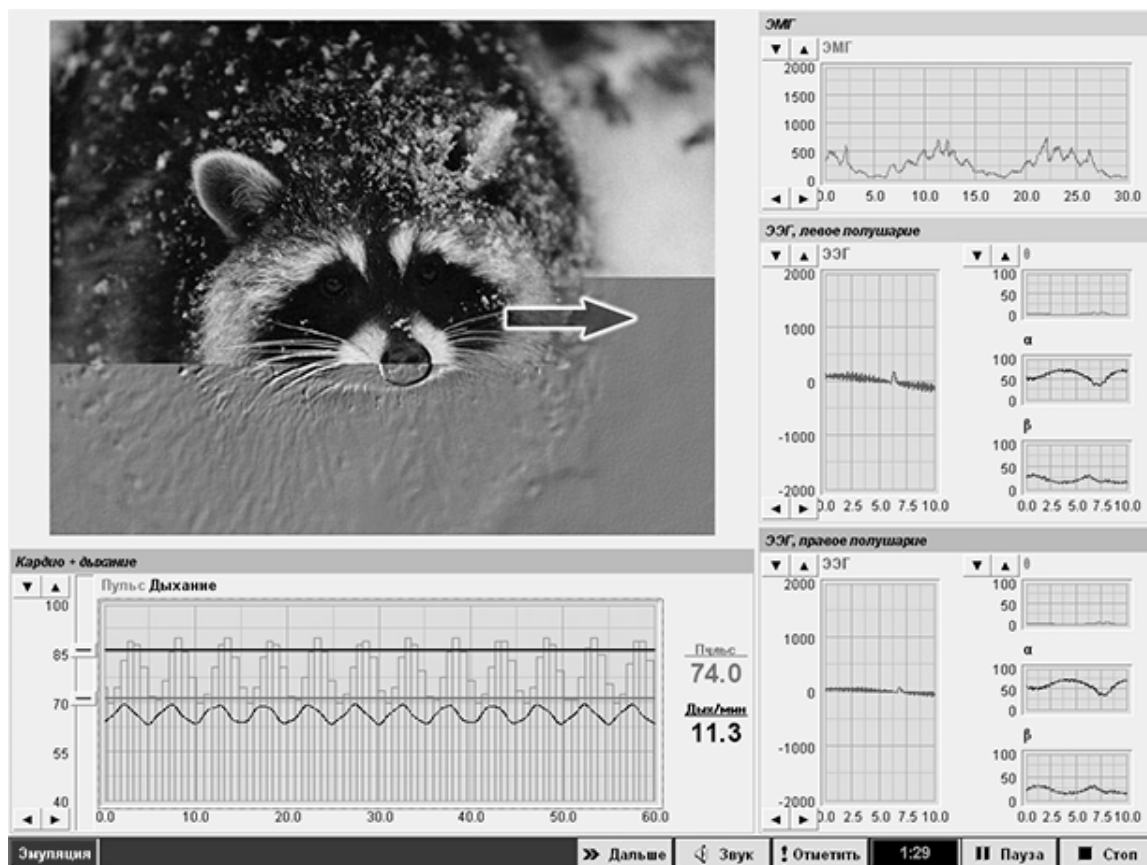 ЭМГ
ЭМГ
2000
1500
1000
500
0
0.0 5.0 10.0 15.0 20.0 25.0 30.0
ЭЭГ, левое полушарие
ЭЭГ
2000
1000
0
-1000
-2000
0.0 2.5 5.0 7.5 10.0
θ
100
50
0
α
100
50
0
β
100
50
0
0.0 2.5 5.0 7.5 10.0
ЭЭГ, правое полушарие
ЭЭГ
2000
1000
0
-1000
-2000
0.0 2.5 5.0 7.5 10.0
θ
100
50
0
α
100
50
0
β
100
50
0
0.0 2.5 5.0 7.5 10.0
Кардио + дыхание
Пульс Дыхание
100
85
70
55
40
0.0 10.0 20.0 30.0 40.0 50.0 60.0
Пульс
74.0
Дых/мин
11.3
Эмуляция Дальше Звук Отметить 1:29 Пауза Стоп